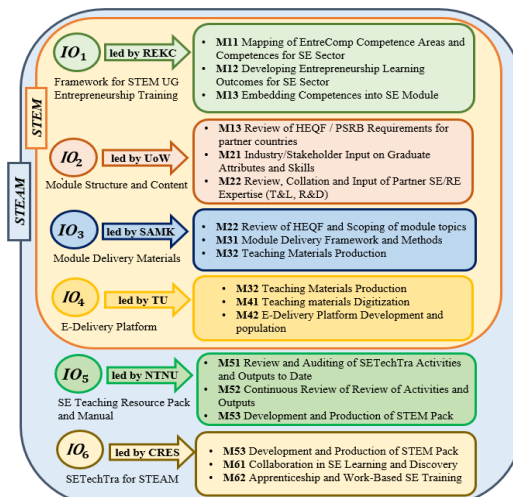 STEAM
STEM
IO1
led by REKC
Framework for STEM UG
Entrepreneurship Training
• M11 Mapping of EntreComp Competence Areas and
Competences for SE Sector
• M12 Developing Entrepreneurship Learning
Outcomes for SE Sector
• M13 Embedding Competences into SE Module
IO2
led by UoW
Module Structure and Content
• M13 Review of HEQF / PSRB Requirements for
partner countries
• M21 Industry/Stakeholder Input on Graduate
Attributes and Skills
• M22 Review, Collation and Input of Partner SE/RE
Expertise (T&L, R&D)
IO3
led by SAMK
Module Delivery Materials
• M22 Review of HEQF and Scoping of module topics
• M31 Module Delivery Framework and Methods
• M32 Teaching Materials Production
IO4
led by TU
E-Delivery Platform
• M32 Teaching Materials Production
• M41 Teaching materials Digitization
• M42 E-Delivery Platform Development and
population
IO5
led by NTNU
SE Teaching Resource Pack
and Manual
• M51 Review and Auditing of SETechTra Activities
and Outputs to Date
• M52 Continuous Review of Review of Activities and
Outputs
• M53 Development and Production of STEM Pack
IO6
led by CRES
SETechTra for STEAM
• M53 Development and Production of STEM Pack
• M61 Collaboration in SE Learning and Discovery
• M62 Apprenticeship and Work-Based SE Training